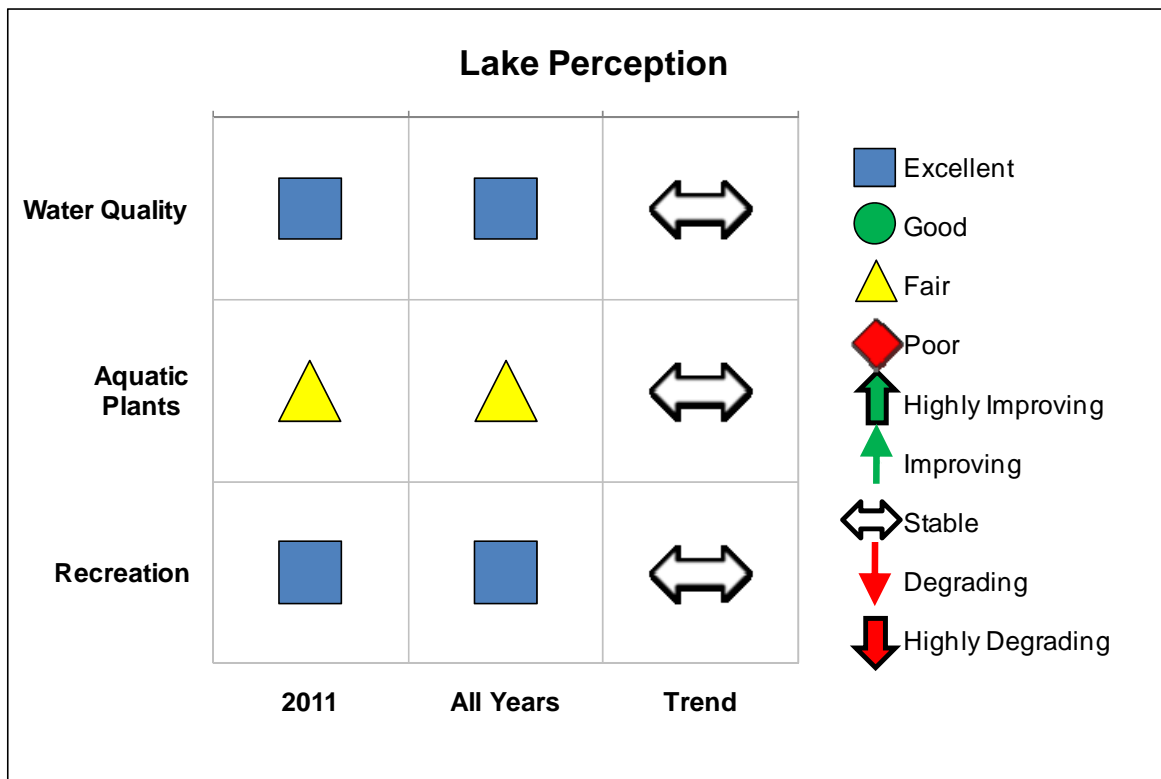 Lake Perception
Water Quality
Aquatic
Plants
Recreation
2011
All Years
Trend
Excellent
Good
Fair
Poor
Highly Improving
Improving
Stable
Degrading
Highly Degrading